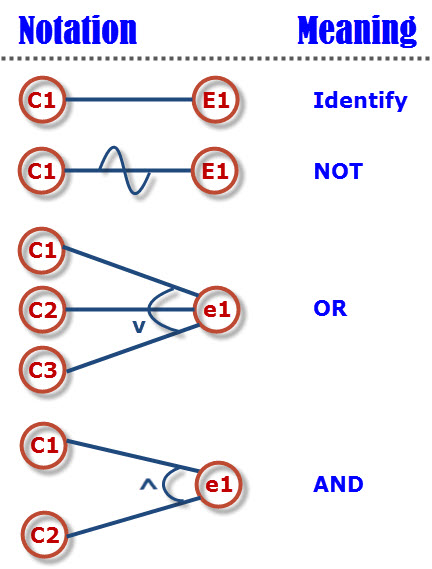 Notation Meaning
C1 E1 Identify
C1 E1 NOT
C1
C2 e1 OR
v
C3
C1
^ e1 AND
C2